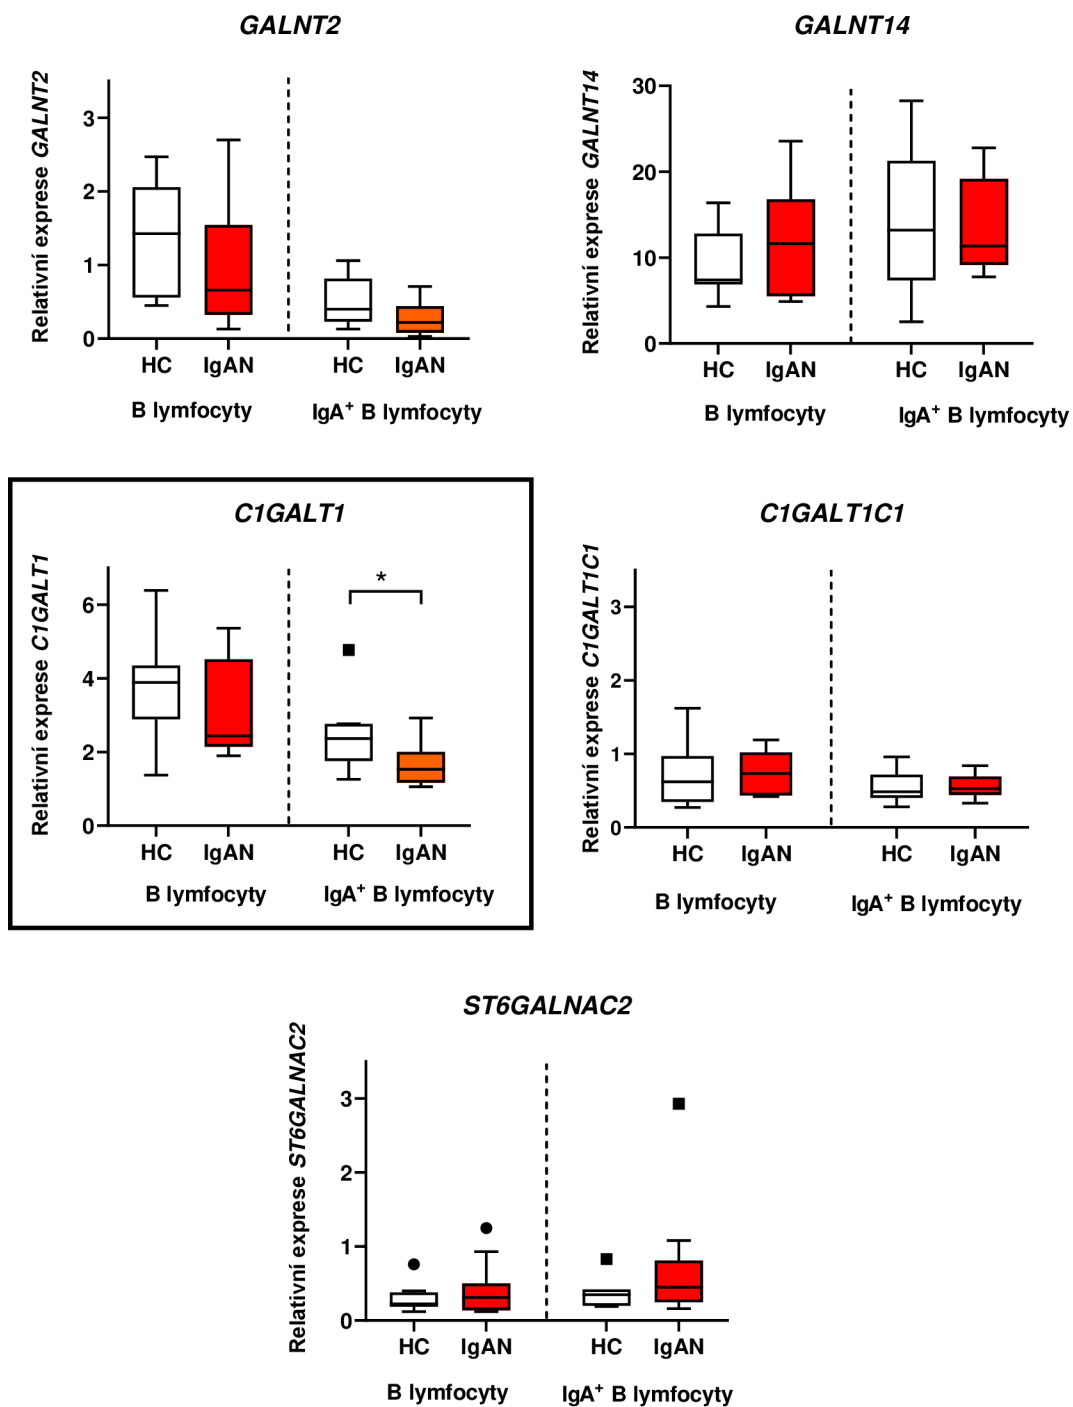 GALNT2
Relativní exprese GALNT2
3
2
1
0
HC IgAN HC IgAN
B lymfocyty IgA+ B lymfocyty
GALNT14
Relativní exprese GALNT14
30
20
10
0
HC IgAN HC IgAN
B lymfocyty IgA+ B lymfocyty
C1GALT1
Relativní exprese C1GALT1
6
4
2
0
*
HC IgAN HC IgAN
B lymfocyty IgA+ B lymfocyty
C1GALT1C1
Relativní exprese C1GALT1C1
3
2
1
0
HC IgAN HC IgAN
B lymfocyty IgA+ B lymfocyty
ST6GALNAC2
Relativní exprese ST6GALNAC2
3
2
1
0
HC IgAN HC IgAN
B lymfocyty IgA+ B lymfocyty